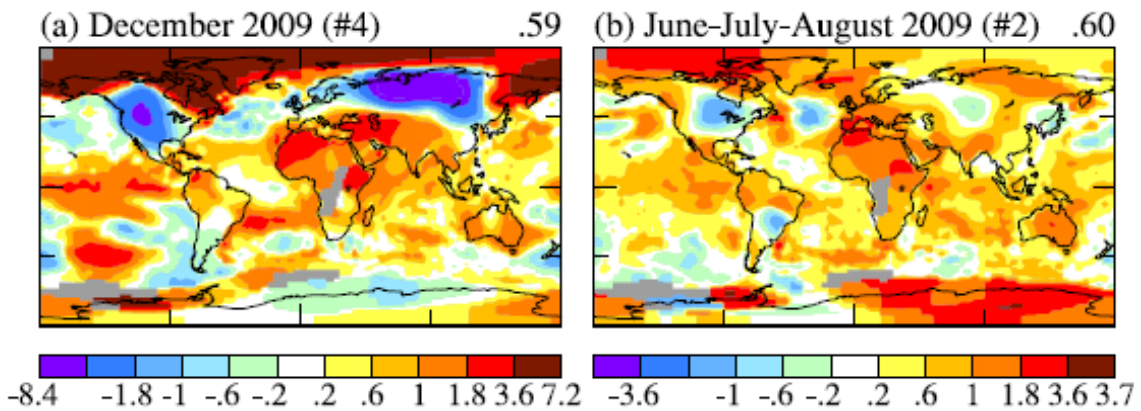 (a) December 2009 (#4) .59
(b) June-July-August 2009 (#2) .60
-8.4 -1.8 -1 -.6 -.2 .2 .6 1 1.8 3.6 7.2
-3.6 -1 -.6 -.2 .2 .6 1 1.8 3.6 3.7